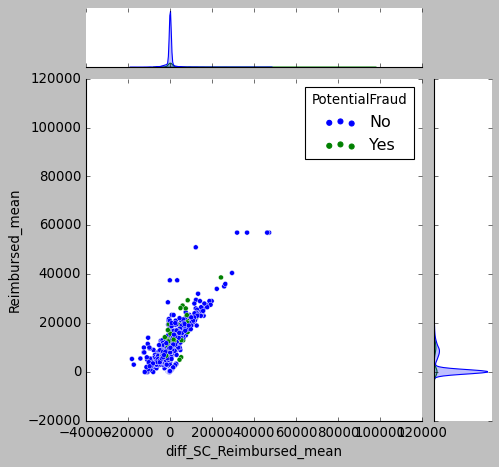 120000
100000
80000
60000
40000
20000
0
−20000
Reimbursed_mean
PotentialFraud
No
Yes
−40000 −20000 0 20000 40000 60000 80000 100000 120000
diff_SC_Reimbursed_mean